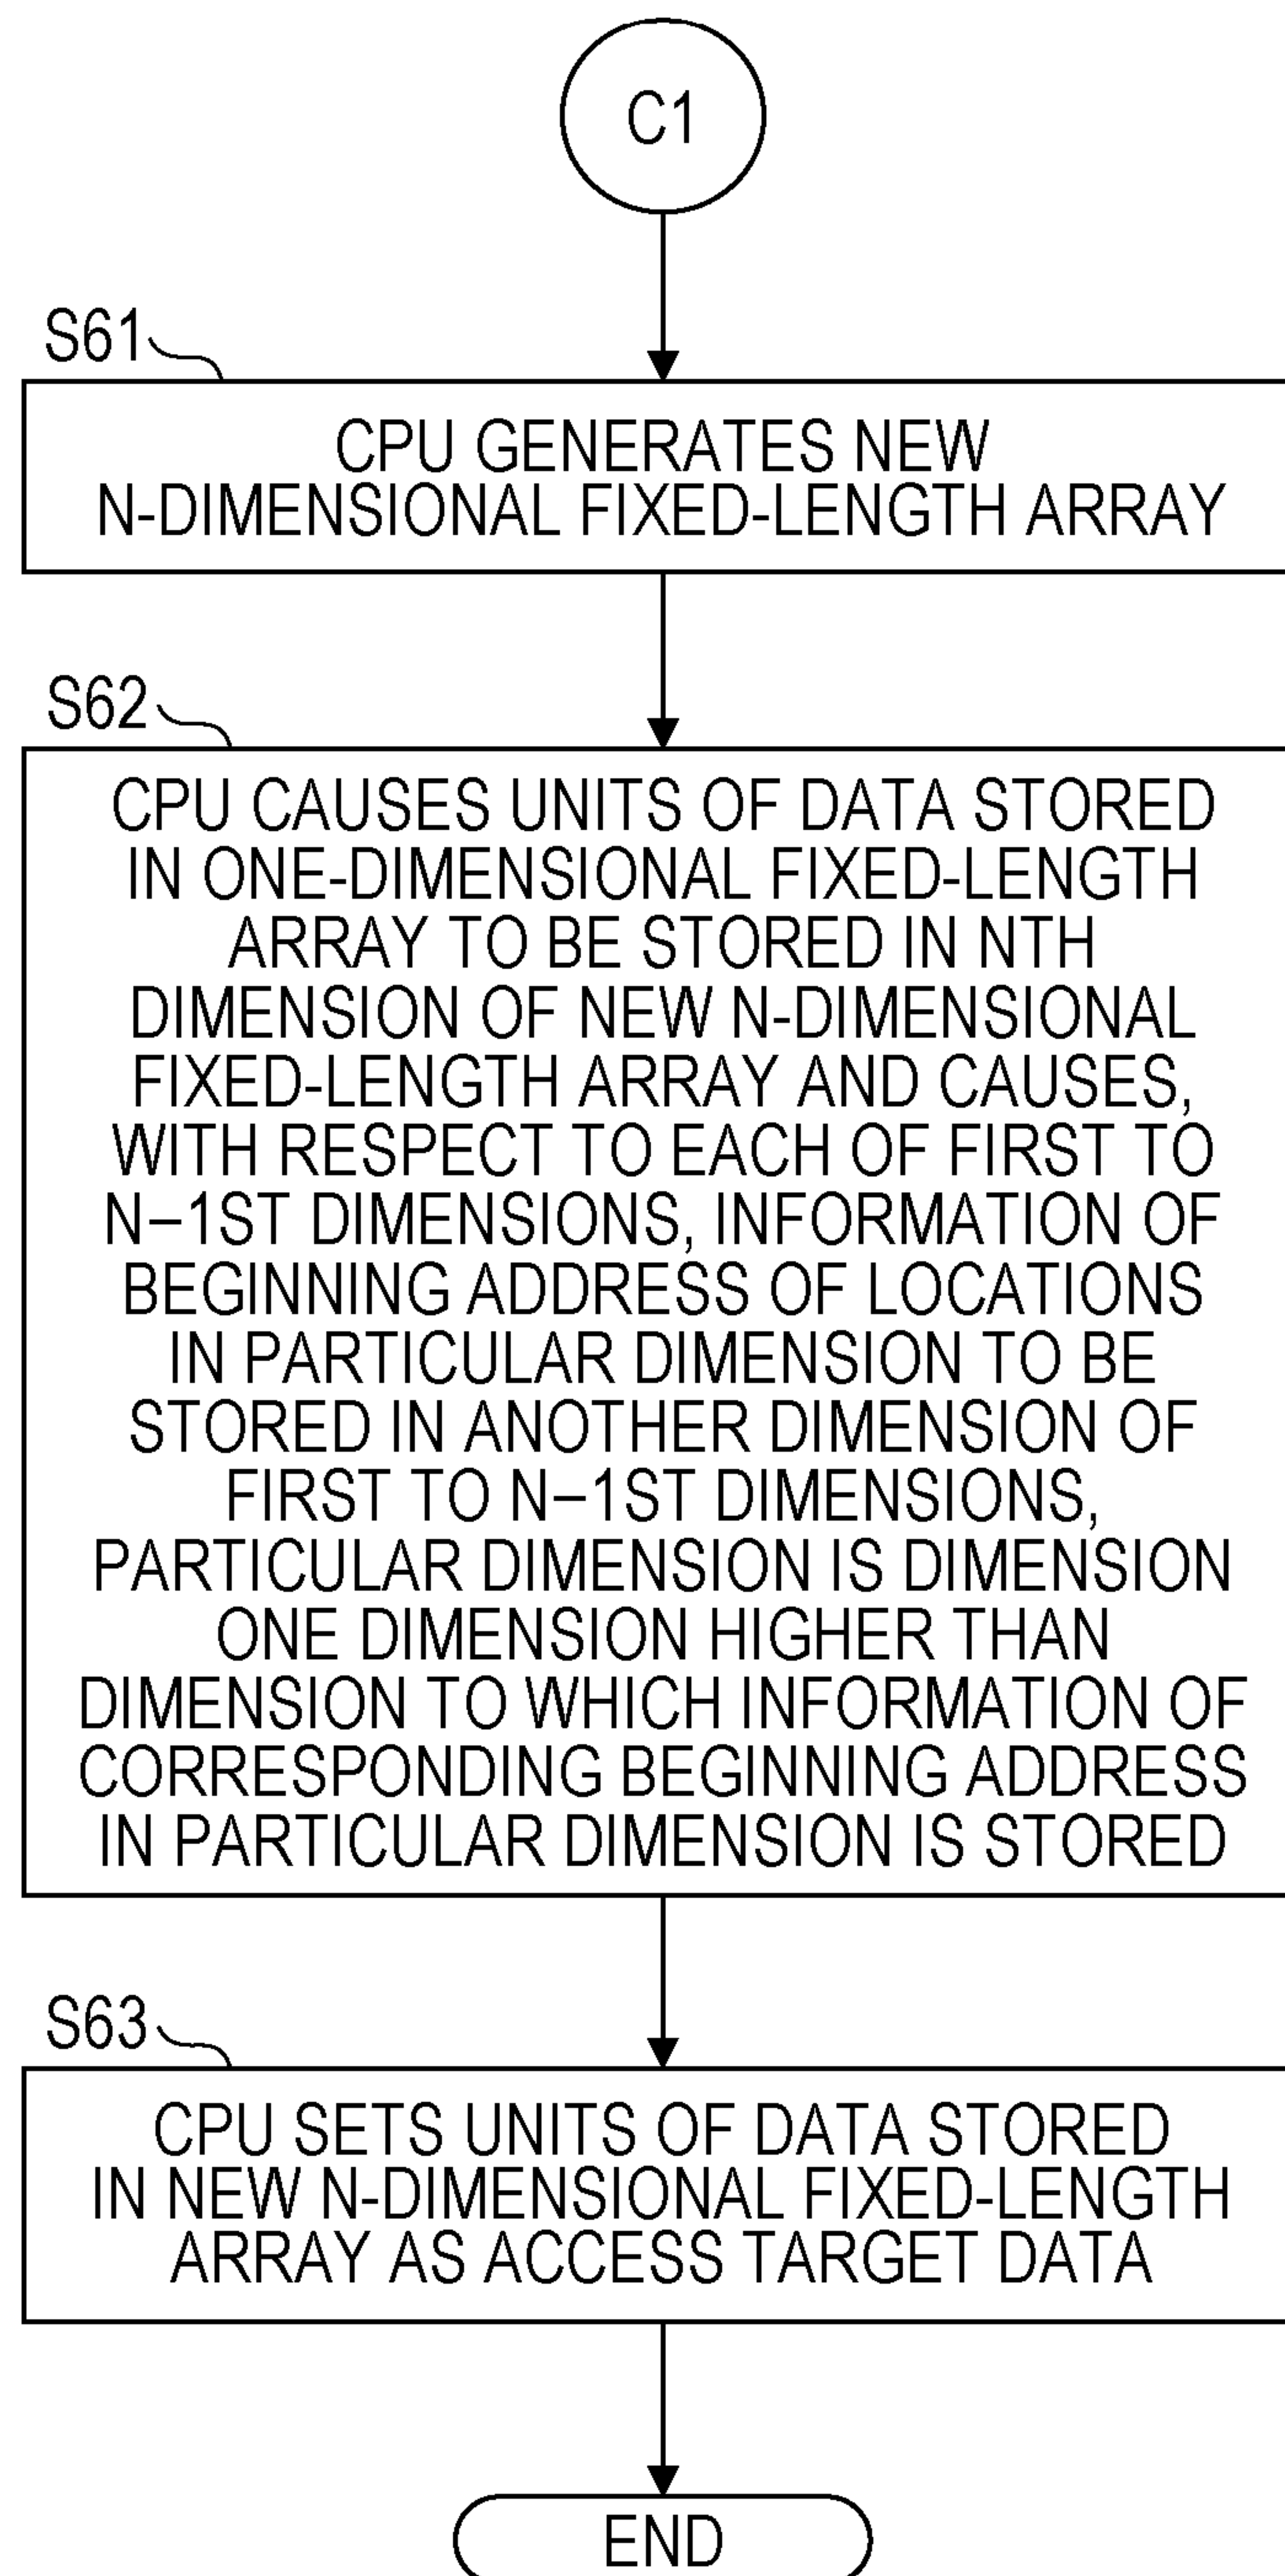 C1
S61
CPU GENERATES NEW
N-DIMENSIONAL FIXED-LENGTH ARRAY
S62
CPU CAUSES UNITS OF DATA STORED
IN ONE-DIMENSIONAL FIXED-LENGTH
ARRAY TO BE STORED IN NTH
DIMENSION OF NEW N-DIMENSIONAL
FIXED-LENGTH ARRAY AND CAUSES,
WITH RESPECT TO EACH OF FIRST TO
N–1ST DIMENSIONS, INFORMATION OF
BEGINNING ADDRESS OF LOCATIONS
IN PARTICULAR DIMENSION TO BE
STORED IN ANOTHER DIMENSION OF
FIRST TO N–1ST DIMENSIONS,
PARTICULAR DIMENSION IS DIMENSION
ONE DIMENSION HIGHER THAN
DIMENSION TO WHICH INFORMATION OF
CORRESPONDING BEGINNING ADDRESS
IN PARTICULAR DIMENSION IS STORED
S63
CPU SETS UNITS OF DATA STORED
IN NEW N-DIMENSIONAL FIXED-LENGTH
ARRAY AS ACCESS TARGET DATA
END